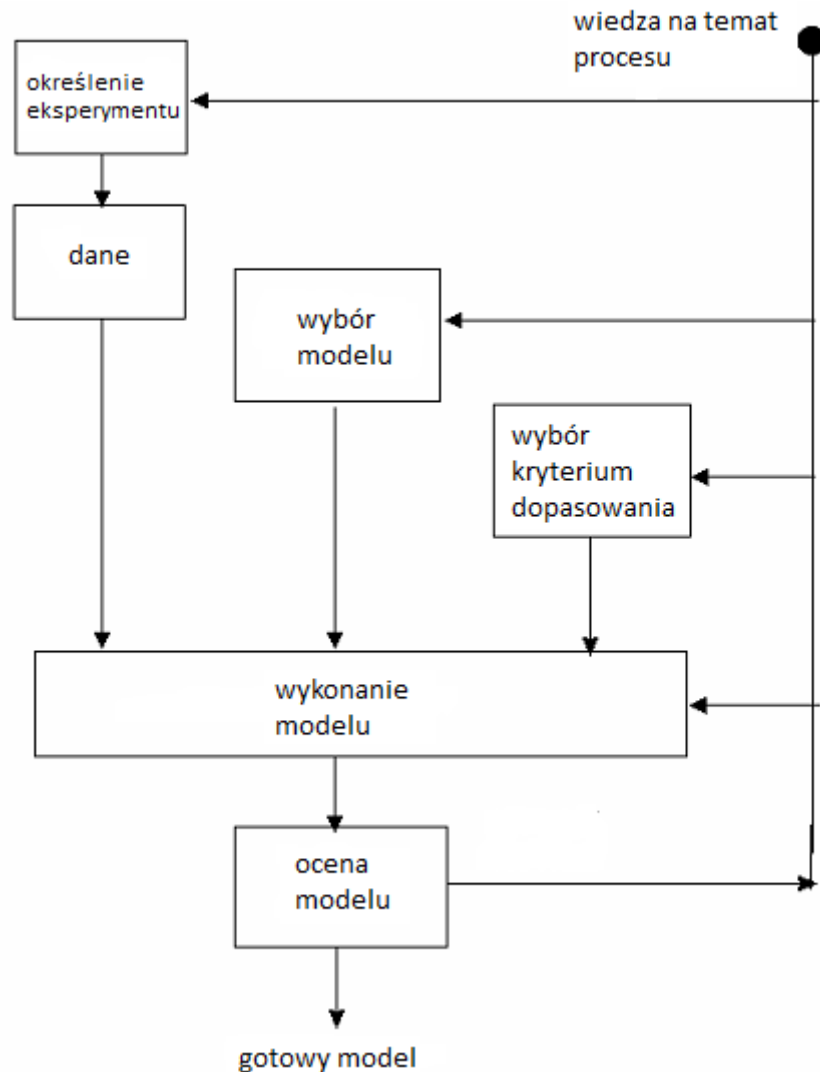 wiedza na temat
procesu
określenie
eksperymentu
dane
wybór
modelu
wybór
kryterium
dopasowania
wykonanie
modelu
ocena
modelu
gotowy model